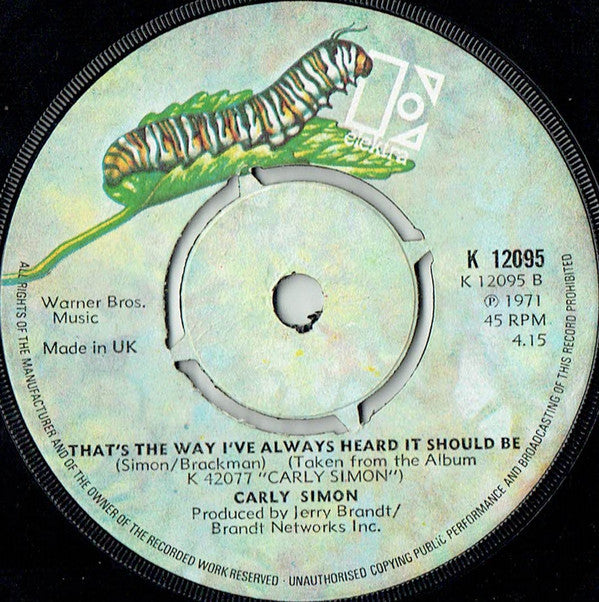 elektra
K 12095
K 12095 B
℗ 1971
45 RPM
4.15
Warner Bros.
Music
Made in UK
THAT'S THE WAY I'VE ALWAYS HEARD IT SHOULD BE
(Simon/Brackman) (Taken from the Album
K 42077 "CARLY SIMON")
CARLY SIMON
Produced by Jerry Brandt/
Brandt Networks Inc.
ALL RIGHTS OF THE MANUFACTURER AND OF THE OWNER OF THE RECORDED WORK RESERVED · UNAUTHORISED COPYING PUBLIC PERFORMANCE AND BROADCASTING OF THIS RECORD PROHIBITED